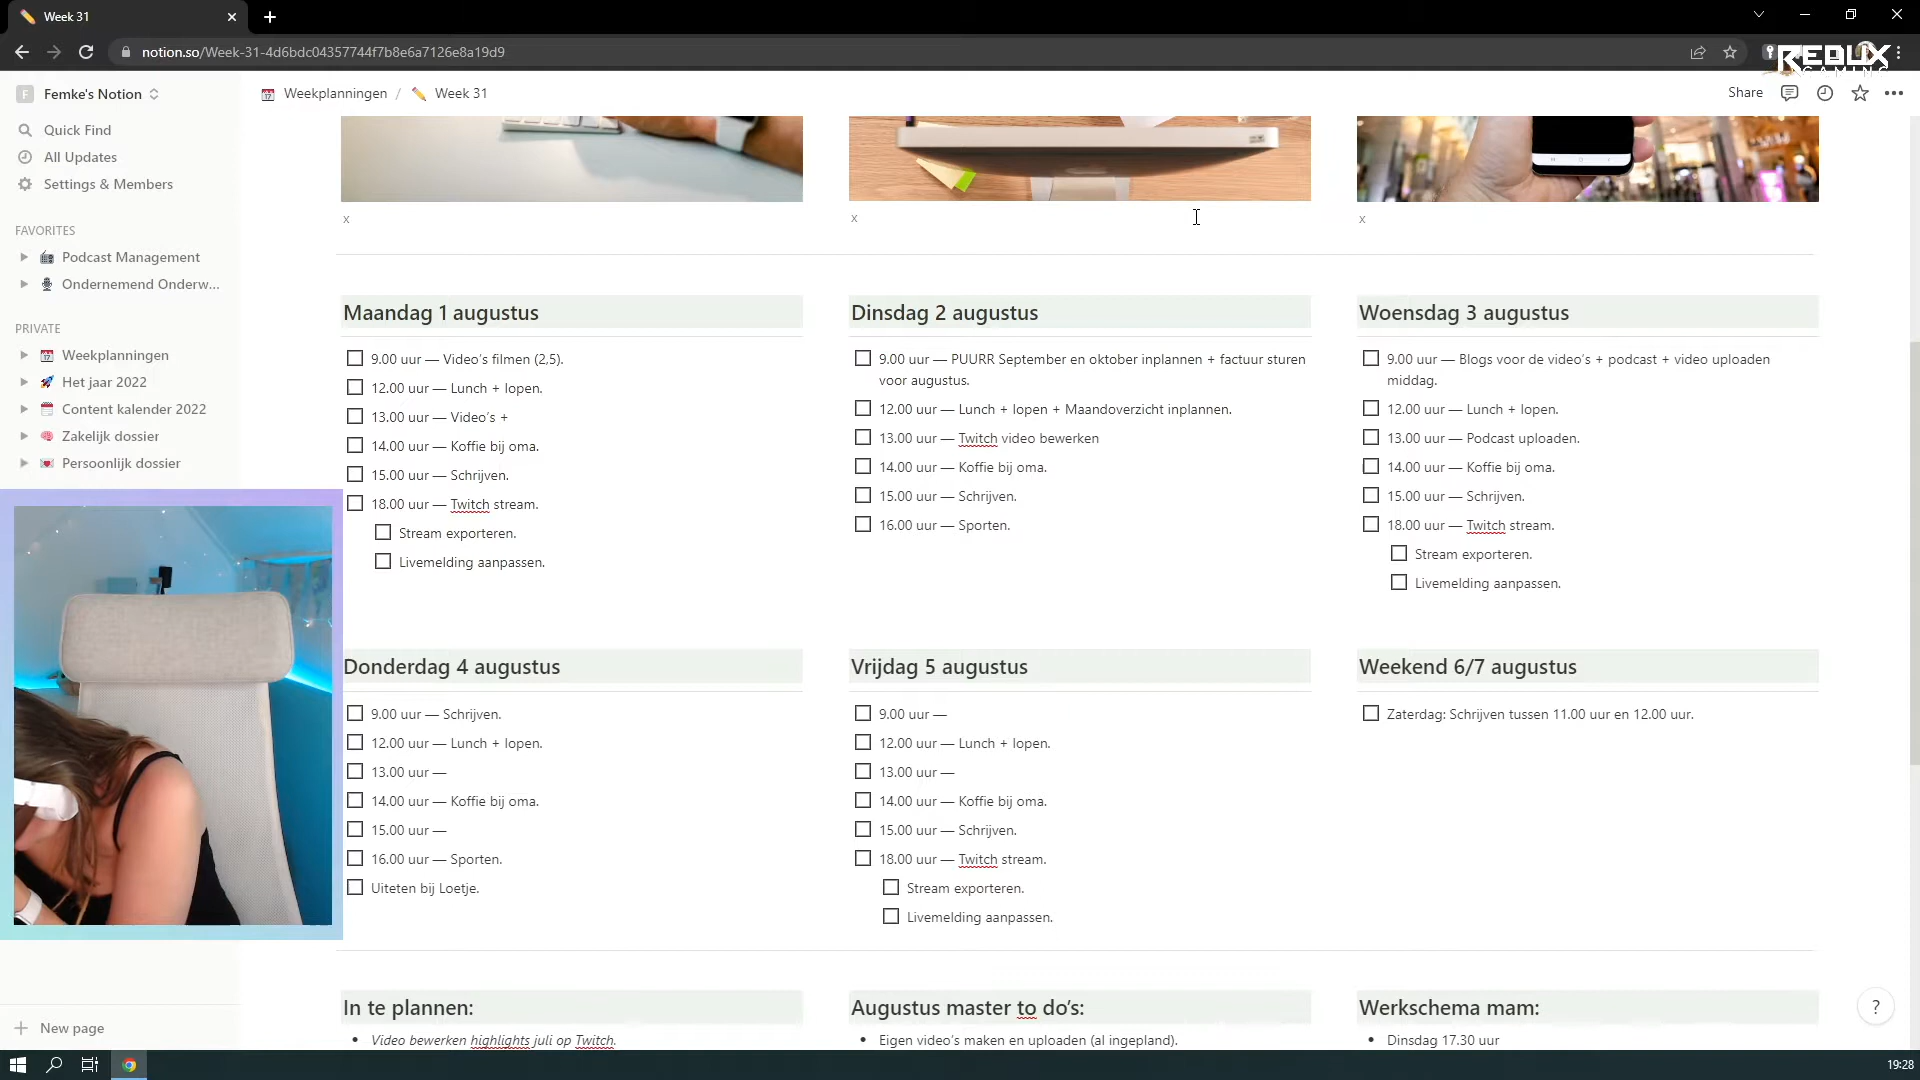 Week 31
notion.so/Week-31-4d6bdc04357744f7b8e6a7126e8a19d9
REDUX
GAMING
F Femke's Notion
Weekplanningen / Week 31
Share
Quick Find
All Updates
Settings & Members
FAVORITES
Podcast Management
Ondernemend Onderw...
PRIVATE
Weekplanningen
Het jaar 2022
Content kalender 2022
Zakelijk dossier
Persoonlijk dossier
New page
x
x
x
Maandag 1 augustus
9.00 uur — Video's filmen (2,5).
12.00 uur — Lunch + lopen.
13.00 uur — Video's +
14.00 uur — Koffie bij oma.
15.00 uur — Schrijven.
18.00 uur — Twitch stream.
Stream exporteren.
Livemelding aanpassen.
Dinsdag 2 augustus
9.00 uur — PUURR September en oktober inplannen + factuur sturen
voor augustus.
12.00 uur — Lunch + lopen + Maandoverzicht inplannen.
13.00 uur — Twitch video bewerken
14.00 uur — Koffie bij oma.
15.00 uur — Schrijven.
16.00 uur — Sporten.
Woensdag 3 augustus
9.00 uur — Blogs voor de video's + podcast + video uploaden
middag.
12.00 uur — Lunch + lopen.
13.00 uur — Podcast uploaden.
14.00 uur — Koffie bij oma.
15.00 uur — Schrijven.
18.00 uur — Twitch stream.
Stream exporteren.
Livemelding aanpassen.
Donderdag 4 augustus
9.00 uur — Schrijven.
12.00 uur — Lunch + lopen.
13.00 uur —
14.00 uur — Koffie bij oma.
15.00 uur —
16.00 uur — Sporten.
Uiteten bij Loetje.
Vrijdag 5 augustus
9.00 uur —
12.00 uur — Lunch + lopen.
13.00 uur —
14.00 uur — Koffie bij oma.
15.00 uur — Schrijven.
18.00 uur — Twitch stream.
Stream exporteren.
Livemelding aanpassen.
Weekend 6/7 augustus
Zaterdag: Schrijven tussen 11.00 uur en 12.00 uur.
In te plannen:
Video bewerken highlights juli op Twitch.
Augustus master to do's:
Eigen video's maken en uploaden (al ingepland).
Werkschema mam:
Dinsdag 17.30 uur
?
19:28